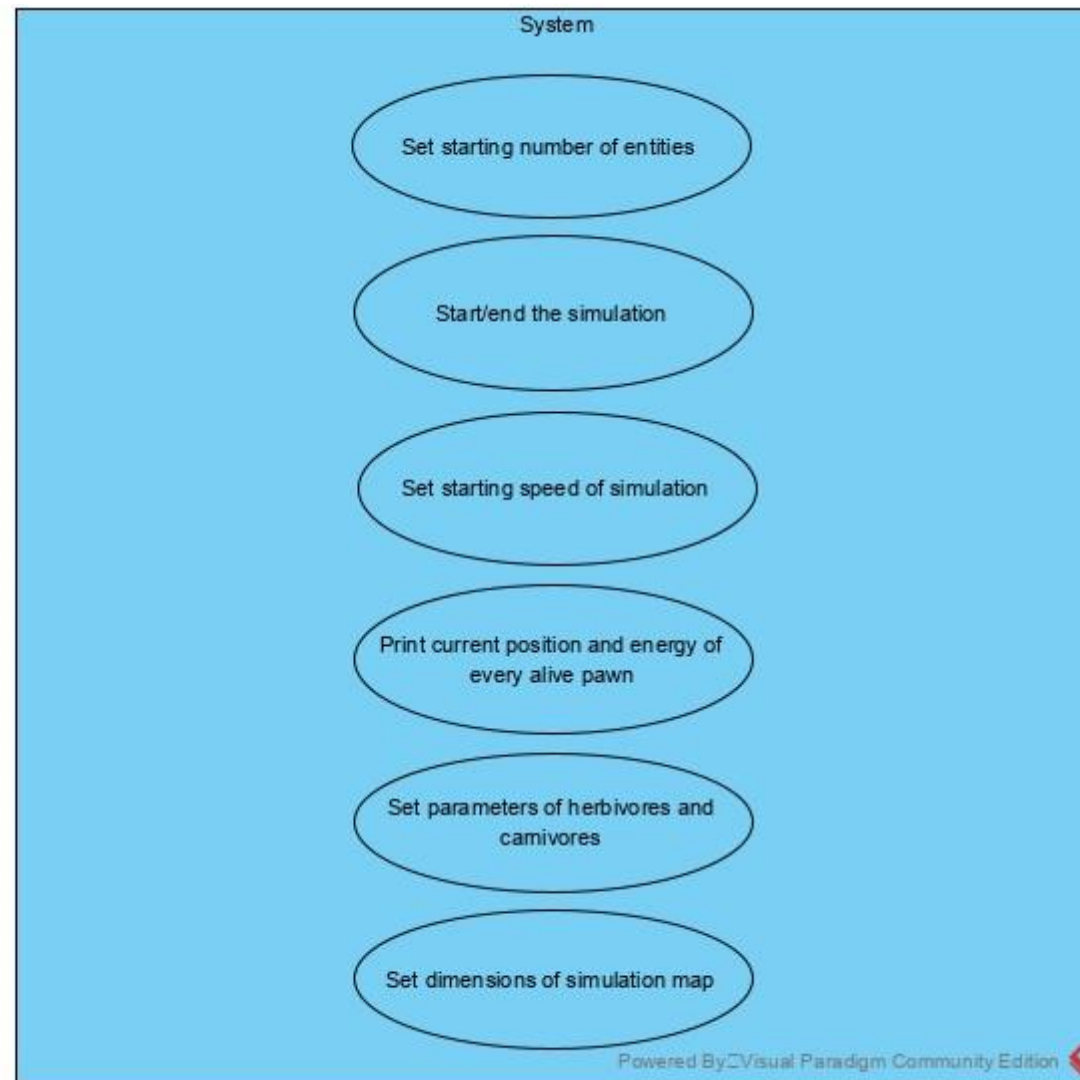 System
Set starting number of entities
Start/end the simulation
Set starting speed of simulation
Print current position and energy of
every alive pawn
Set parameters of herbivores and
carnivores
Set dimensions of simulation map
Powered By Visual Paradigm Community Edition